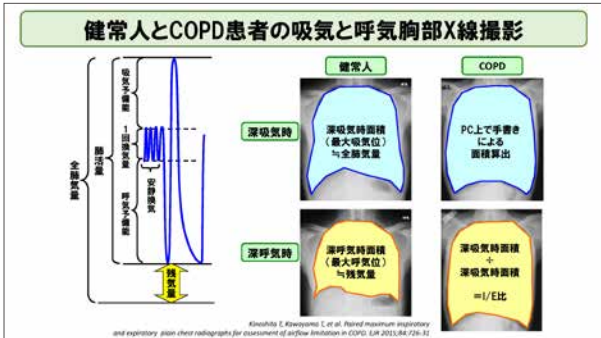 健常人とCOPD患者の吸気と呼気胸部X線撮影
健常人
COPD
全肺気量
肺活量
吸気予備能
1回換気量
呼気予備能
安静換気
残気量
深吸気時
深吸気時面積
（最大吸気位）
≒全肺気量
PC上で手書き
による
面積算出
深呼気時
深呼気時面積
（最大呼気位）
≒残気量
深吸気時面積
÷
深吸気時面積
＝I/E比
Kinoshita T, Kawayama T, et al. Paired maximum inspiratory
and expiratory plain chest radiographs for assessment of airflow limitation in COPD. EJR 2015;84:726-31